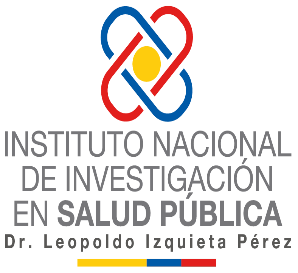 INSTITUTO NACIONAL
DE INVESTIGACIÓN
EN SALUD PÚBLICA
Dr. Leopoldo Izquieta Pérez